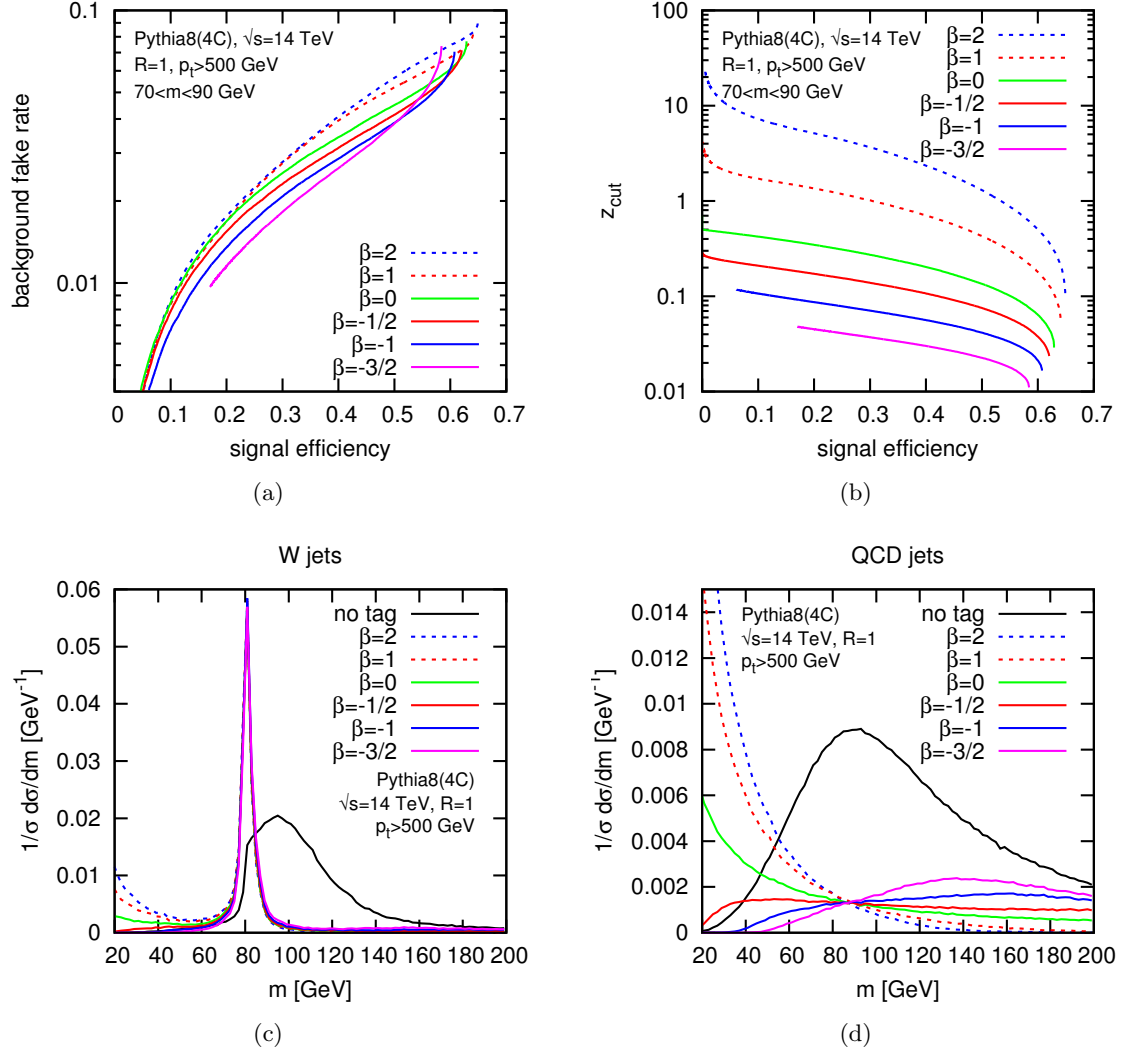 0.1
0.01
background fake rate
Pythia8(4C), √s=14 TeV
R=1, pt>500 GeV
70<m<90 GeV
β=2
β=1
β=0
β=-1/2
β=-1
β=-3/2
0 0.1 0.2 0.3 0.4 0.5 0.6 0.7
signal efficiency
(a)
100
10
1
0.1
0.01
zcut
Pythia8(4C), √s=14 TeV
R=1, pt>500 GeV
70<m<90 GeV
β=2
β=1
β=0
β=-1/2
β=-1
β=-3/2
0 0.1 0.2 0.3 0.4 0.5 0.6 0.7
signal efficiency
(b)
W jets
0.06
0.05
0.04
0.03
0.02
0.01
0
1/σ dσ/dm [GeV⁻¹]
no tag
β=2
β=1
β=0
β=-1/2
β=-1
β=-3/2
Pythia8(4C)
√s=14 TeV, R=1
pt>500 GeV
20 40 60 80 100 120 140 160 180 200
m [GeV]
(c)
QCD jets
0.014
0.012
0.01
0.008
0.006
0.004
0.002
0
1/σ dσ/dm [GeV⁻¹]
Pythia8(4C)
√s=14 TeV, R=1
pt>500 GeV
no tag
β=2
β=1
β=0
β=-1/2
β=-1
β=-3/2
20 40 60 80 100 120 140 160 180 200
m [GeV]
(d)